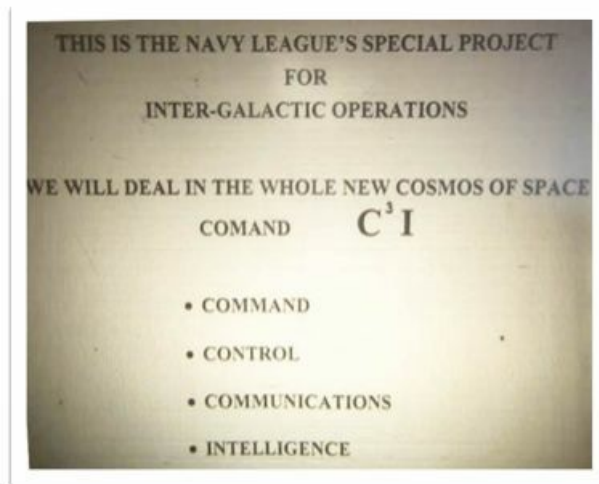 THIS IS THE NAVY LEAGUE'S SPECIAL PROJECT
FOR
INTER-GALACTIC OPERATIONS
WE WILL DEAL IN THE WHOLE NEW COSMOS OF SPACE
COMAND C³I
• COMMAND
• CONTROL
• COMMUNICATIONS
• INTELLIGENCE